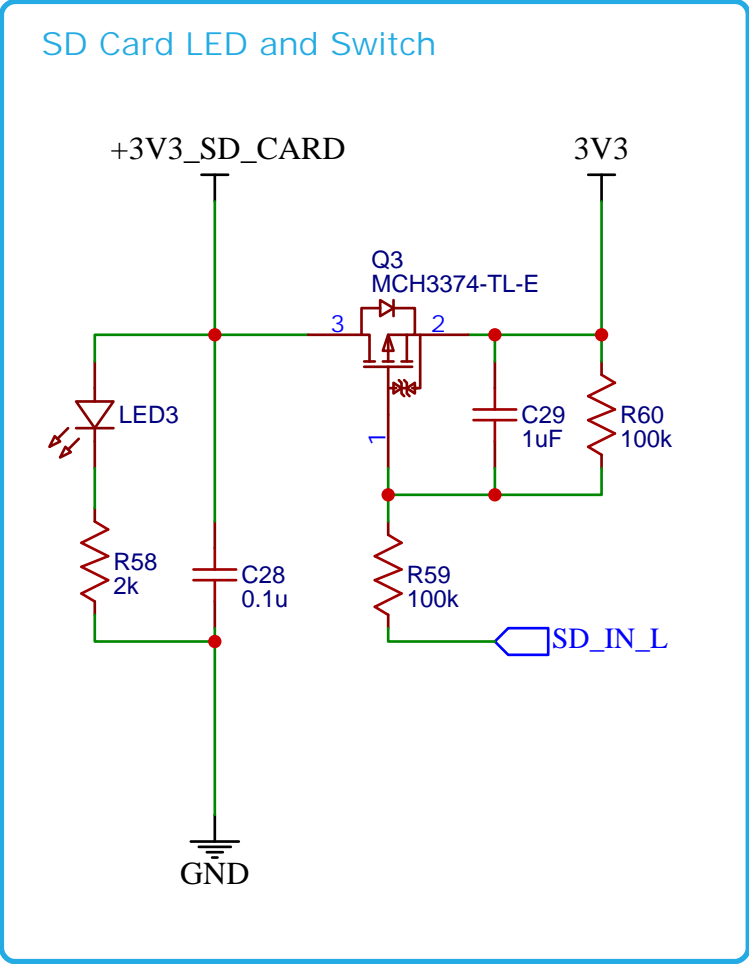 SD Card LED and Switch
+3V3_SD_CARD
3V3
Q3
MCH3374-TL-E
3
2
1
LED3
C29
1uF
R60
100k
R58
2k
C28
0.1u
R59
100k
SD_IN_L
GND